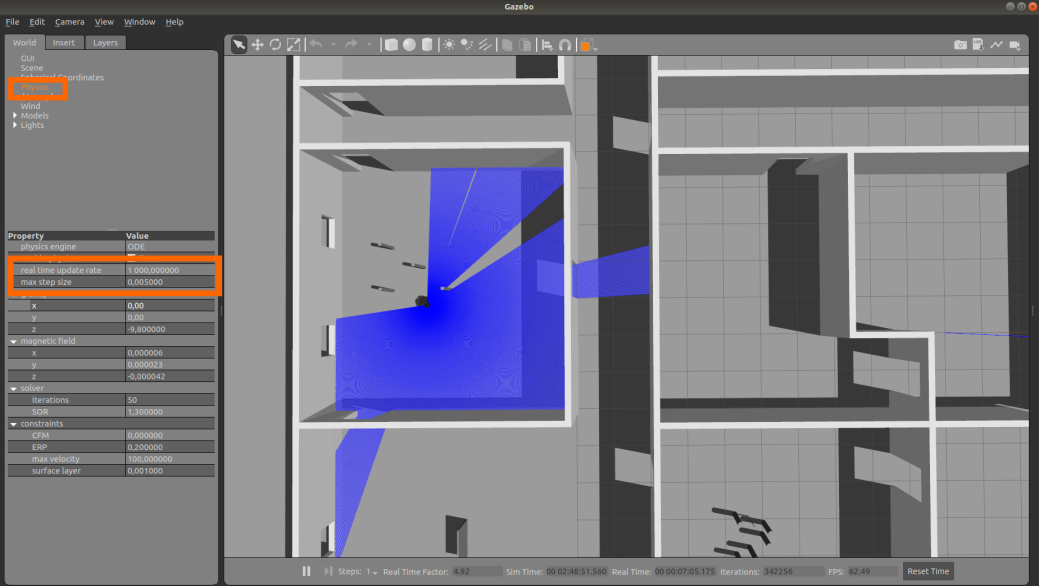 Gazebo
File Edit Camera View Window Help
World Insert Layers
GUI
Scene
Spherical Coordinates
Physics
Wind
Models
Lights
Property Value
physics engine ODE
real time update rate 1 000,000000
max step size 0,005000
x 0,00
y 0,00
z -9,800000
magnetic field
x 0,000006
y 0,000023
z -0,000042
solver
iterations 50
SOR 1,300000
constraints
CFM 0,000000
ERP 0,200000
max velocity 100,000000
surface layer 0,001000
Steps: 1 Real Time Factor: 4.92 Sim Time: 00 02:48:51.560 Real Time: 00 00:07:05.175 Iterations: 342256 FPS: 62.49 Reset Time